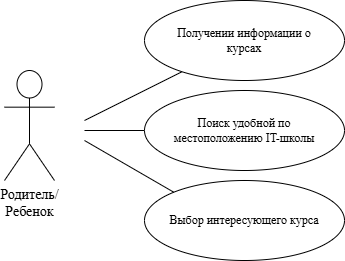 Получении информации о
курсах
Поиск удобной по
местоположению IT-школы
Родитель/
Ребенок
Выбор интересующего курса